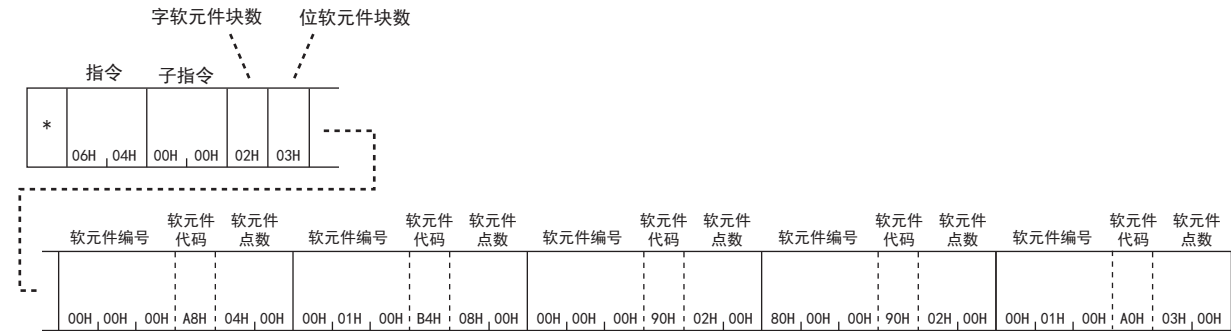 字软元件块数 位软元件块数
指令 子指令
*
06H 04H 00H 00H 02H 03H
软元件编号 软元件代码 软元件点数 软元件编号 软元件代码 软元件点数 软元件编号 软元件代码 软元件点数 软元件编号 软元件代码 软元件点数 软元件编号 软元件代码 软元件点数
00H 00H 00H A8H 04H 00H 00H 01H 00H B4H 08H 00H 00H 00H 00H 90H 02H 00H 80H 00H 00H 90H 02H 00H 00H 01H 00H A0H 03H 00H